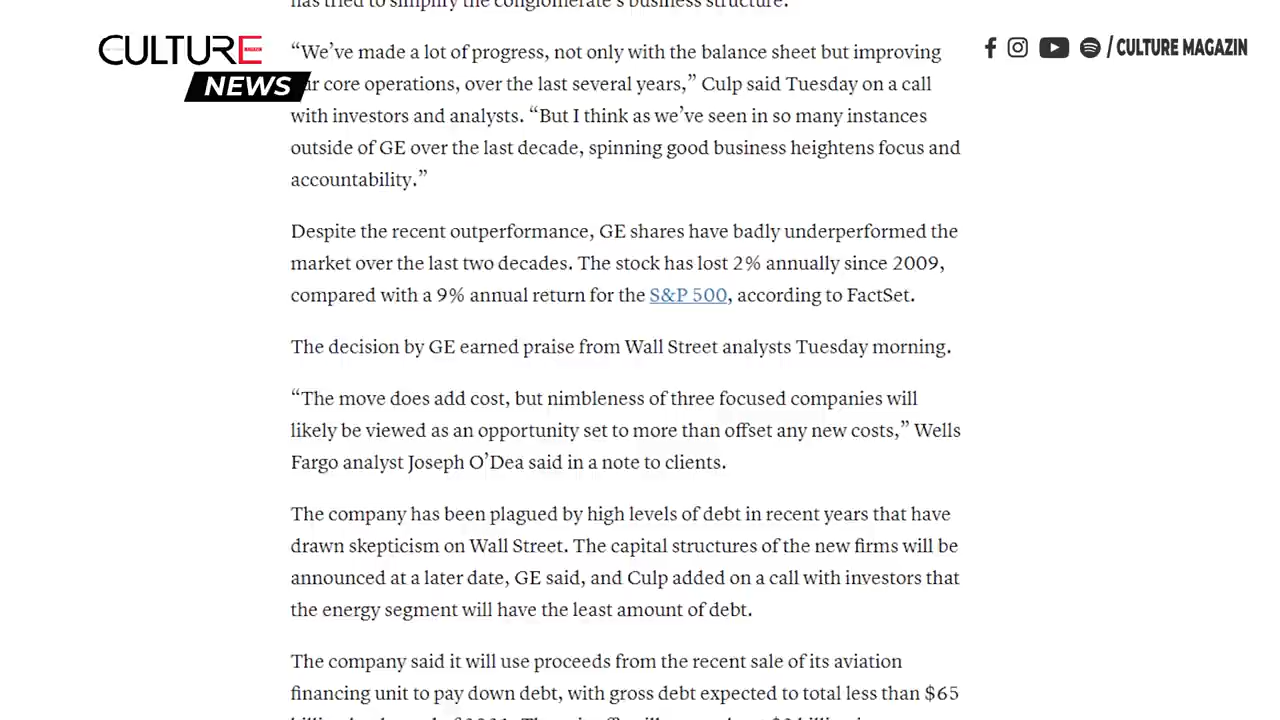 has tried to simplify the conglomerate's business structure.
CULTURE
NEWS
/CULTURE MAGAZIN
“We’ve made a lot of progress, not only with the balance sheet but improving
core operations, over the last several years,” Culp said Tuesday on a call
with investors and analysts. “But I think as we’ve seen in so many instances
outside of GE over the last decade, spinning good business heightens focus and
accountability.”
Despite the recent outperformance, GE shares have badly underperformed the
market over the last two decades. The stock has lost 2% annually since 2009,
compared with a 9% annual return for the S&P 500, according to FactSet.
The decision by GE earned praise from Wall Street analysts Tuesday morning.
“The move does add cost, but nimbleness of three focused companies will
likely be viewed as an opportunity set to more than offset any new costs,” Wells
Fargo analyst Joseph O’Dea said in a note to clients.
The company has been plagued by high levels of debt in recent years that have
drawn skepticism on Wall Street. The capital structures of the new firms will be
announced at a later date, GE said, and Culp added on a call with investors that
the energy segment will have the least amount of debt.
The company said it will use proceeds from the recent sale of its aviation
financing unit to pay down debt, with gross debt expected to total less than $65